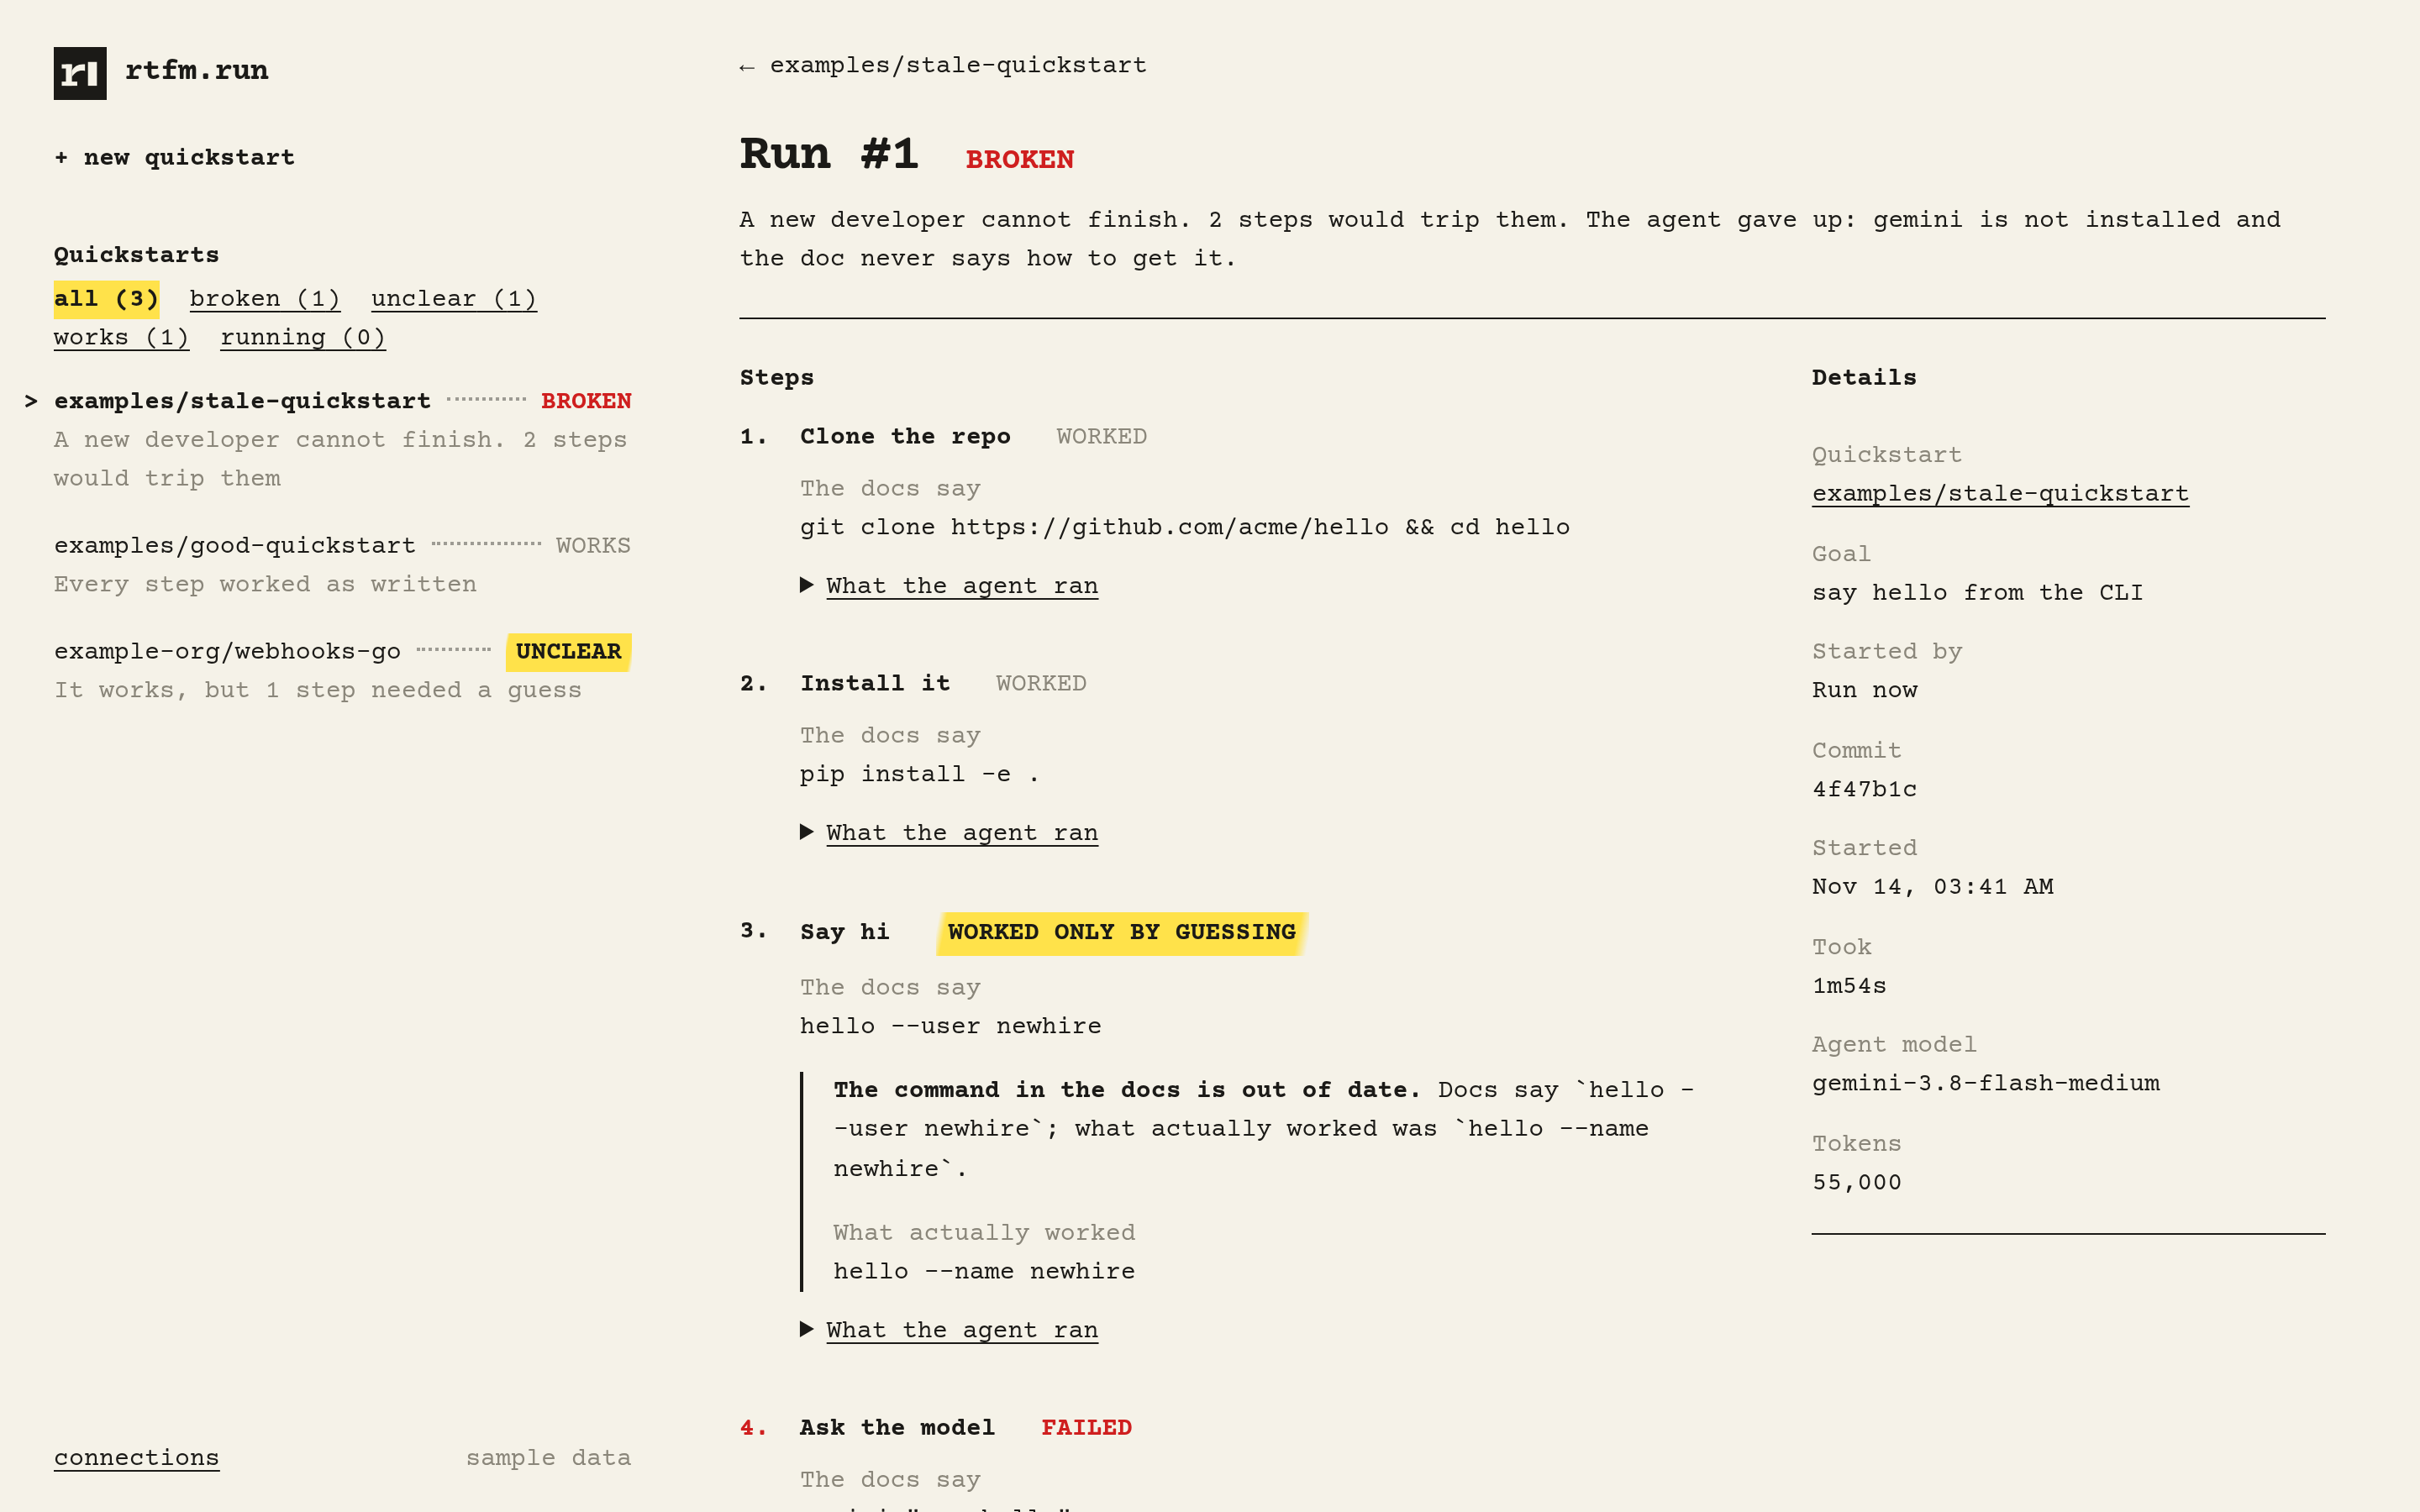 rtfm.run
+ new quickstart
Quickstarts
all (3) broken (1) unclear (1)
works (1) running (0)
> examples/stale-quickstart BROKEN
A new developer cannot finish. 2 steps
would trip them
examples/good-quickstart WORKS
Every step worked as written
example-org/webhooks-go UNCLEAR
It works, but 1 step needed a guess
connections
sample data
← examples/stale-quickstart
Run #1 BROKEN
A new developer cannot finish. 2 steps would trip them. The agent gave up: gemini is not installed and
the doc never says how to get it.
Steps
1. Clone the repo WORKED
The docs say
git clone https://github.com/acme/hello && cd hello
▶ What the agent ran
2. Install it WORKED
The docs say
pip install -e .
▶ What the agent ran
3. Say hi WORKED ONLY BY GUESSING
The docs say
hello --user newhire
The command in the docs is out of date. Docs say `hello -
-user newhire`; what actually worked was `hello --name
newhire`.
What actually worked
hello --name newhire
▶ What the agent ran
4. Ask the model FAILED
The docs say
Details
Quickstart
examples/stale-quickstart
Goal
say hello from the CLI
Started by
Run now
Commit
4f47b1c
Started
Nov 14, 03:41 AM
Took
1m54s
Agent model
gemini-3.8-flash-medium
Tokens
55,000